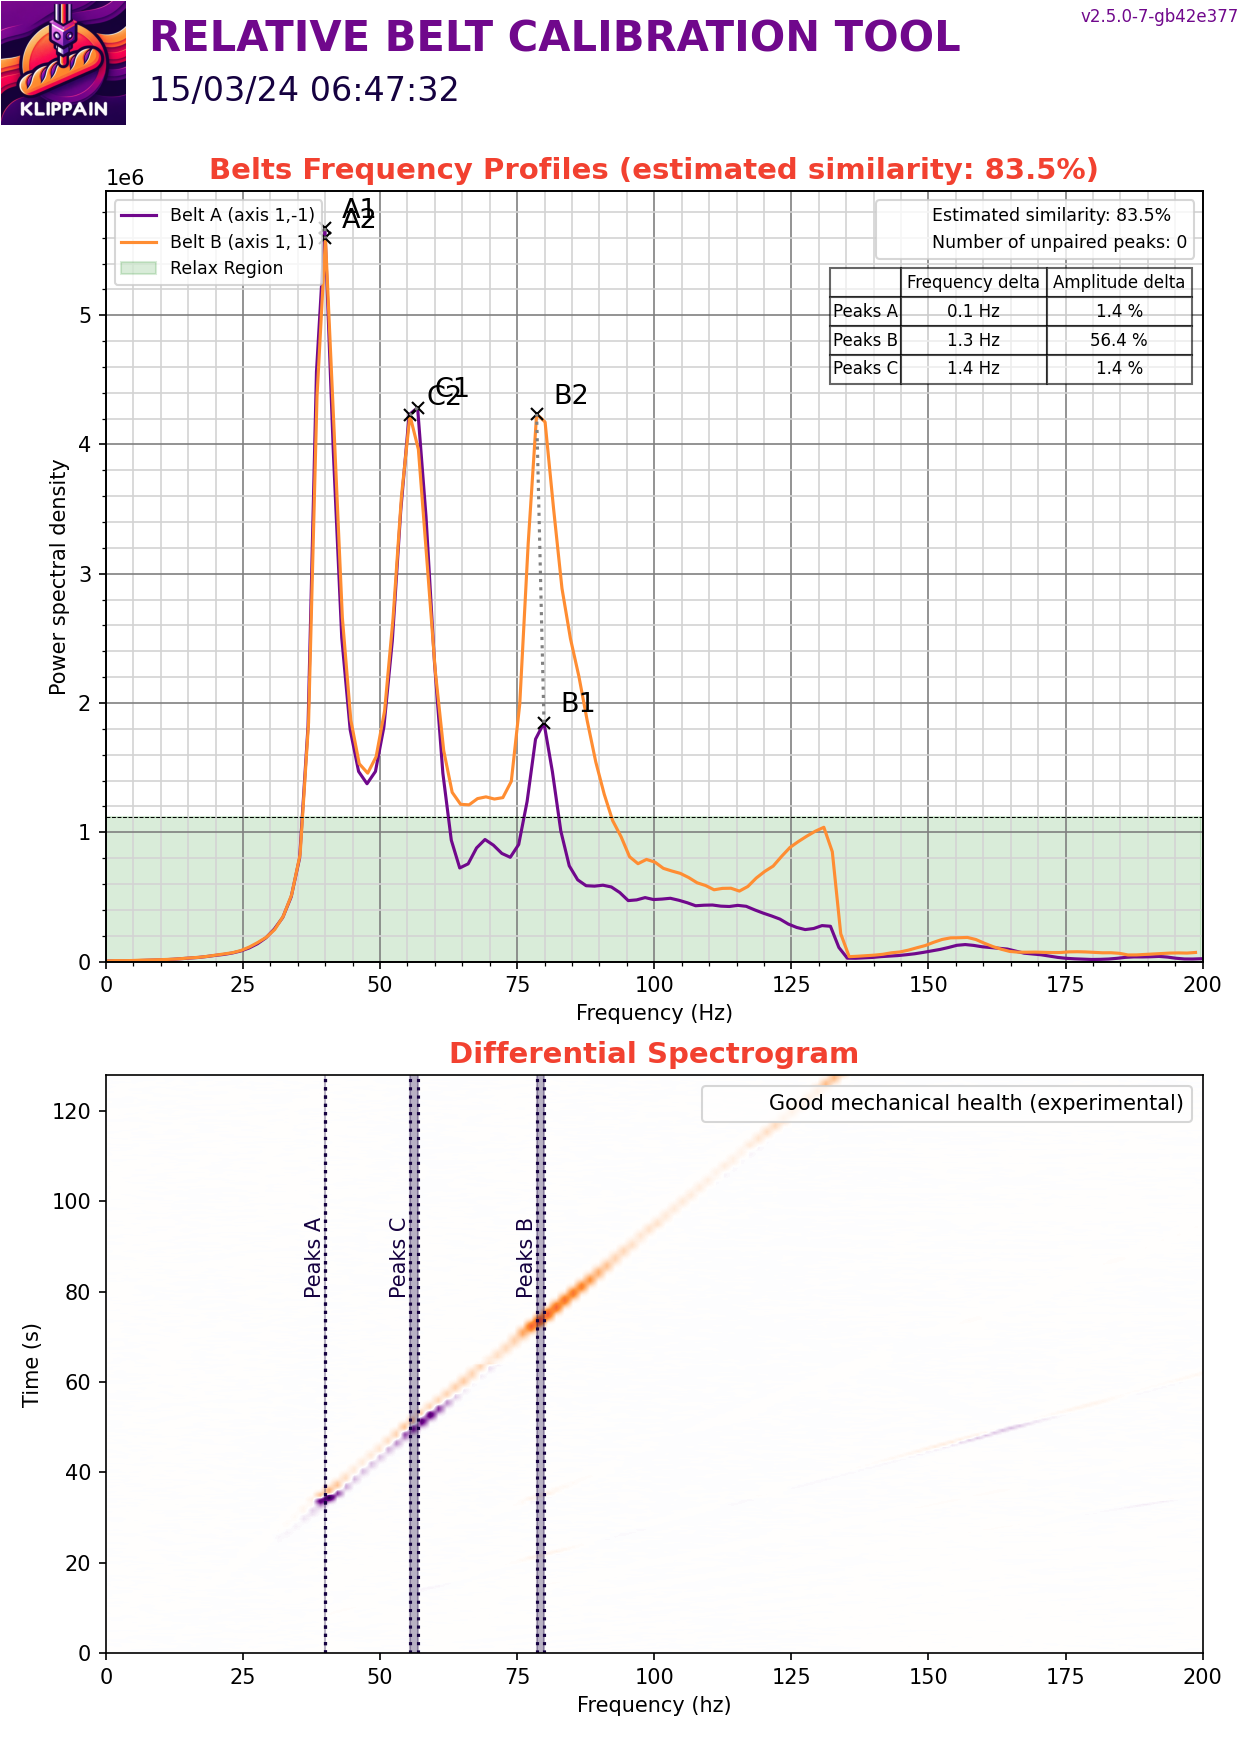 RELATIVE BELT CALIBRATION TOOL
v2.5.0-7-gb42e377
15/03/24 06:47:32
KLIPPAIN
Belts Frequency Profiles (estimated similarity: 83.5%)
1e6
Belt A (axis 1,-1)
Belt B (axis 1, 1)
Relax Region
A1
A2
Estimated similarity: 83.5%
Number of unpaired peaks: 0
Frequency delta Amplitude delta
Peaks A 0.1 Hz 1.4 %
Peaks B 1.3 Hz 56.4 %
Peaks C 1.4 Hz 1.4 %
C1
C2
B2
B1
5
4
3
2
1
0
Power spectral density
0 25 50 75 100 125 150 175 200
Frequency (Hz)
Differential Spectrogram
Good mechanical health (experimental)
Peaks A
Peaks C
Peaks B
120
100
80
60
40
20
0
Time (s)
0 25 50 75 100 125 150 175 200
Frequency (hz)